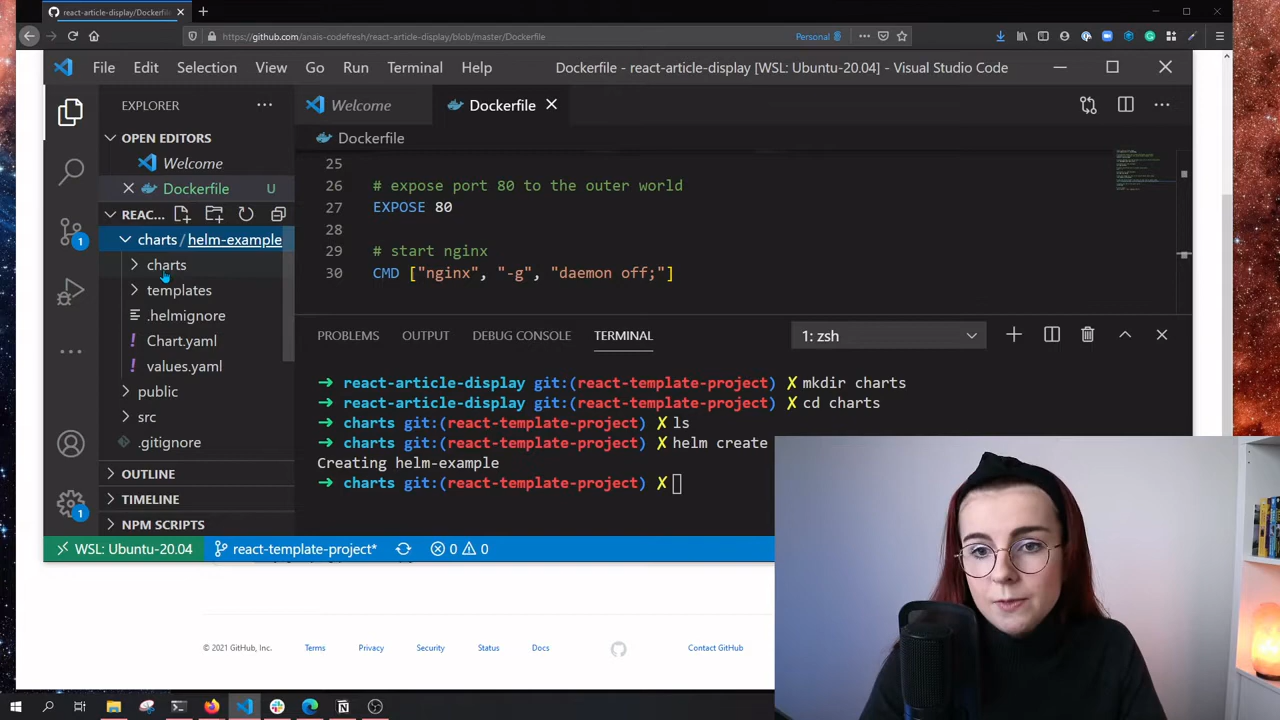 react-article-display/Dockerfile
https://github.com/anais-codefresh/react-article-display/blob/master/Dockerfile
Personal
File Edit Selection View Go Run Terminal Help
Dockerfile - react-article-display [WSL: Ubuntu-20.04] - Visual Studio Code
EXPLORER
OPEN EDITORS
Welcome
Dockerfile U
REAC...
charts / helm-example
charts
templates
.helmignore
Chart.yaml
values.yaml
public
src
.gitignore
OUTLINE
TIMELINE
NPM SCRIPTS
1
1
Welcome Dockerfile
Dockerfile
25
26 # expose port 80 to the outer world
27 EXPOSE 80
28
29 # start nginx
30 CMD ["nginx", "-g", "daemon off;"]
PROBLEMS OUTPUT DEBUG CONSOLE TERMINAL 1: zsh
➜ react-article-display git:(react-template-project) ✗ mkdir charts
➜ react-article-display git:(react-template-project) ✗ cd charts
➜ charts git:(react-template-project) ✗ ls
➜ charts git:(react-template-project) ✗ helm create
Creating helm-example
➜ charts git:(react-template-project) ✗
WSL: Ubuntu-20.04 react-template-project* 0 0
© 2021 GitHub, Inc. Terms Privacy Security Status Docs Contact GitHub